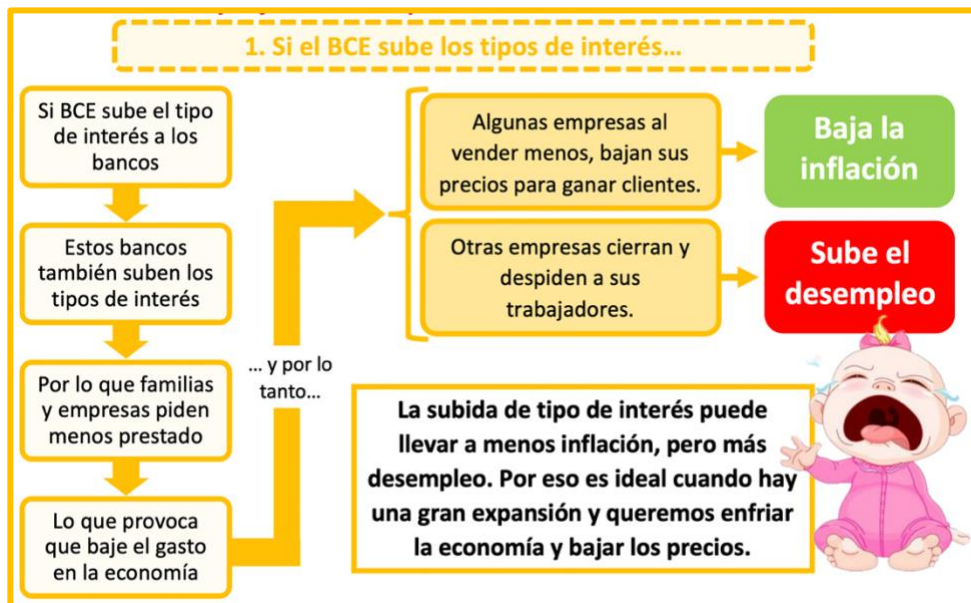 1. Si el BCE sube los tipos de interés...
Si BCE sube el tipo
de interés a los
bancos
Estos bancos
también suben los
tipos de interés
Por lo que familias
y empresas piden
menos prestado
Lo que provoca
que baje el gasto
en la economía
... y por lo
tanto...
Algunas empresas al
vender menos, bajan sus
precios para ganar clientes.
Baja la
inflación
Otras empresas cierran y
despiden a sus
trabajadores.
Sube el
desempleo
La subida de tipo de interés puede
llevar a menos inflación, pero más
desempleo. Por eso es ideal cuando hay
una gran expansión y queremos enfriar
la economía y bajar los precios.